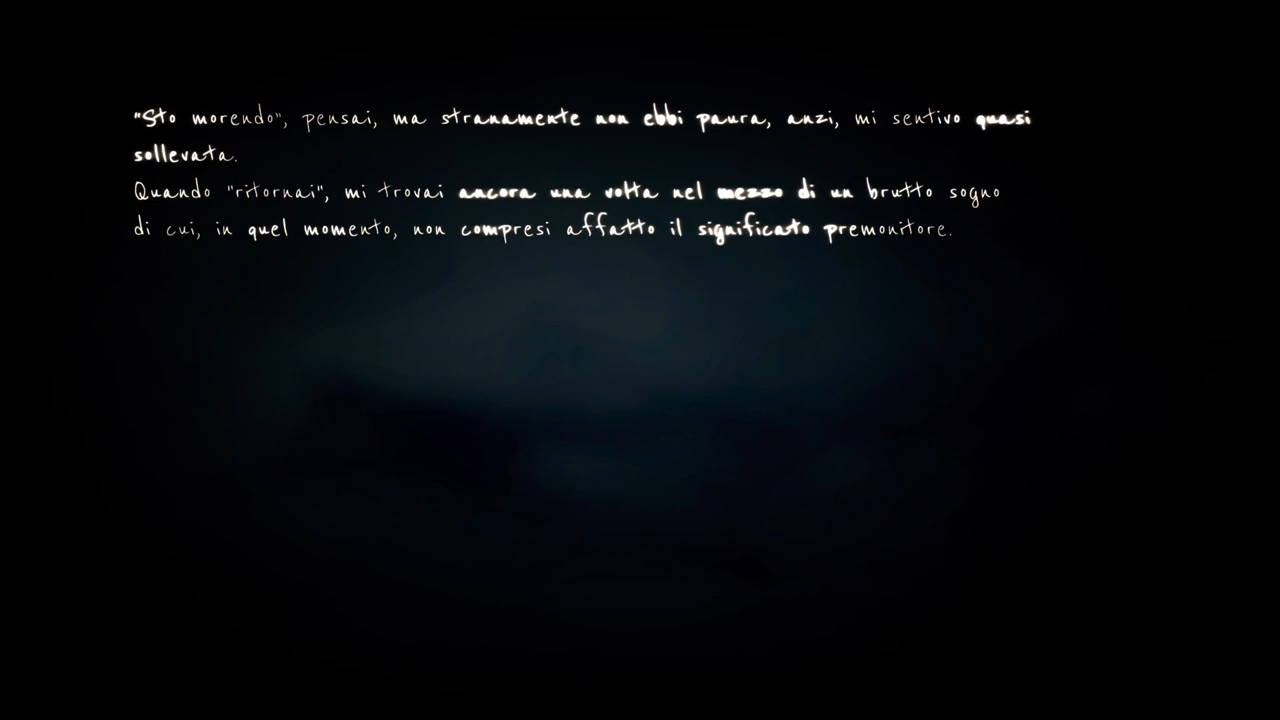 "Sto morendo", pensai, ma stranamente non ebbi paura, anzi, mi sentivo quasi
sollevata.
Quando "ritornai", mi trovai ancora una volta nel mezzo di un brutto sogno
di cui, in quel momento, non compresi affatto il significato premonitore.